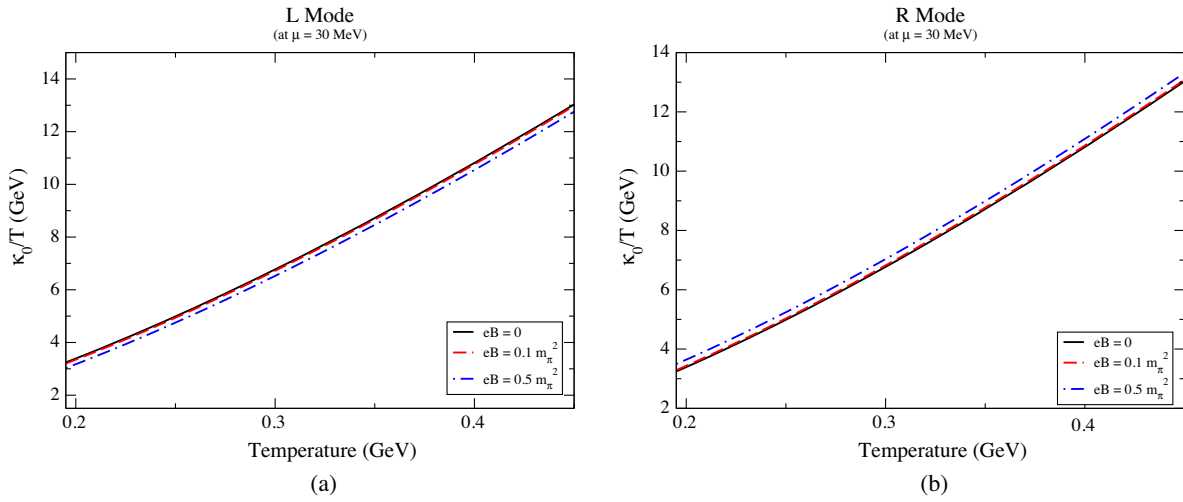 L Mode
(at μ = 30 MeV)
14
12
10
8
6
4
2
κ₀/T (GeV)
eB = 0
eB = 0.1 mπ²
eB = 0.5 mπ²
0.2
0.3
0.4
Temperature (GeV)
(a)
R Mode
(at μ = 30 MeV)
14
12
10
8
6
4
2
κ₀/T (GeV)
eB = 0
eB = 0.1 mπ²
eB = 0.5 mπ²
0.2
0.3
0.4
Temperature (GeV)
(b)